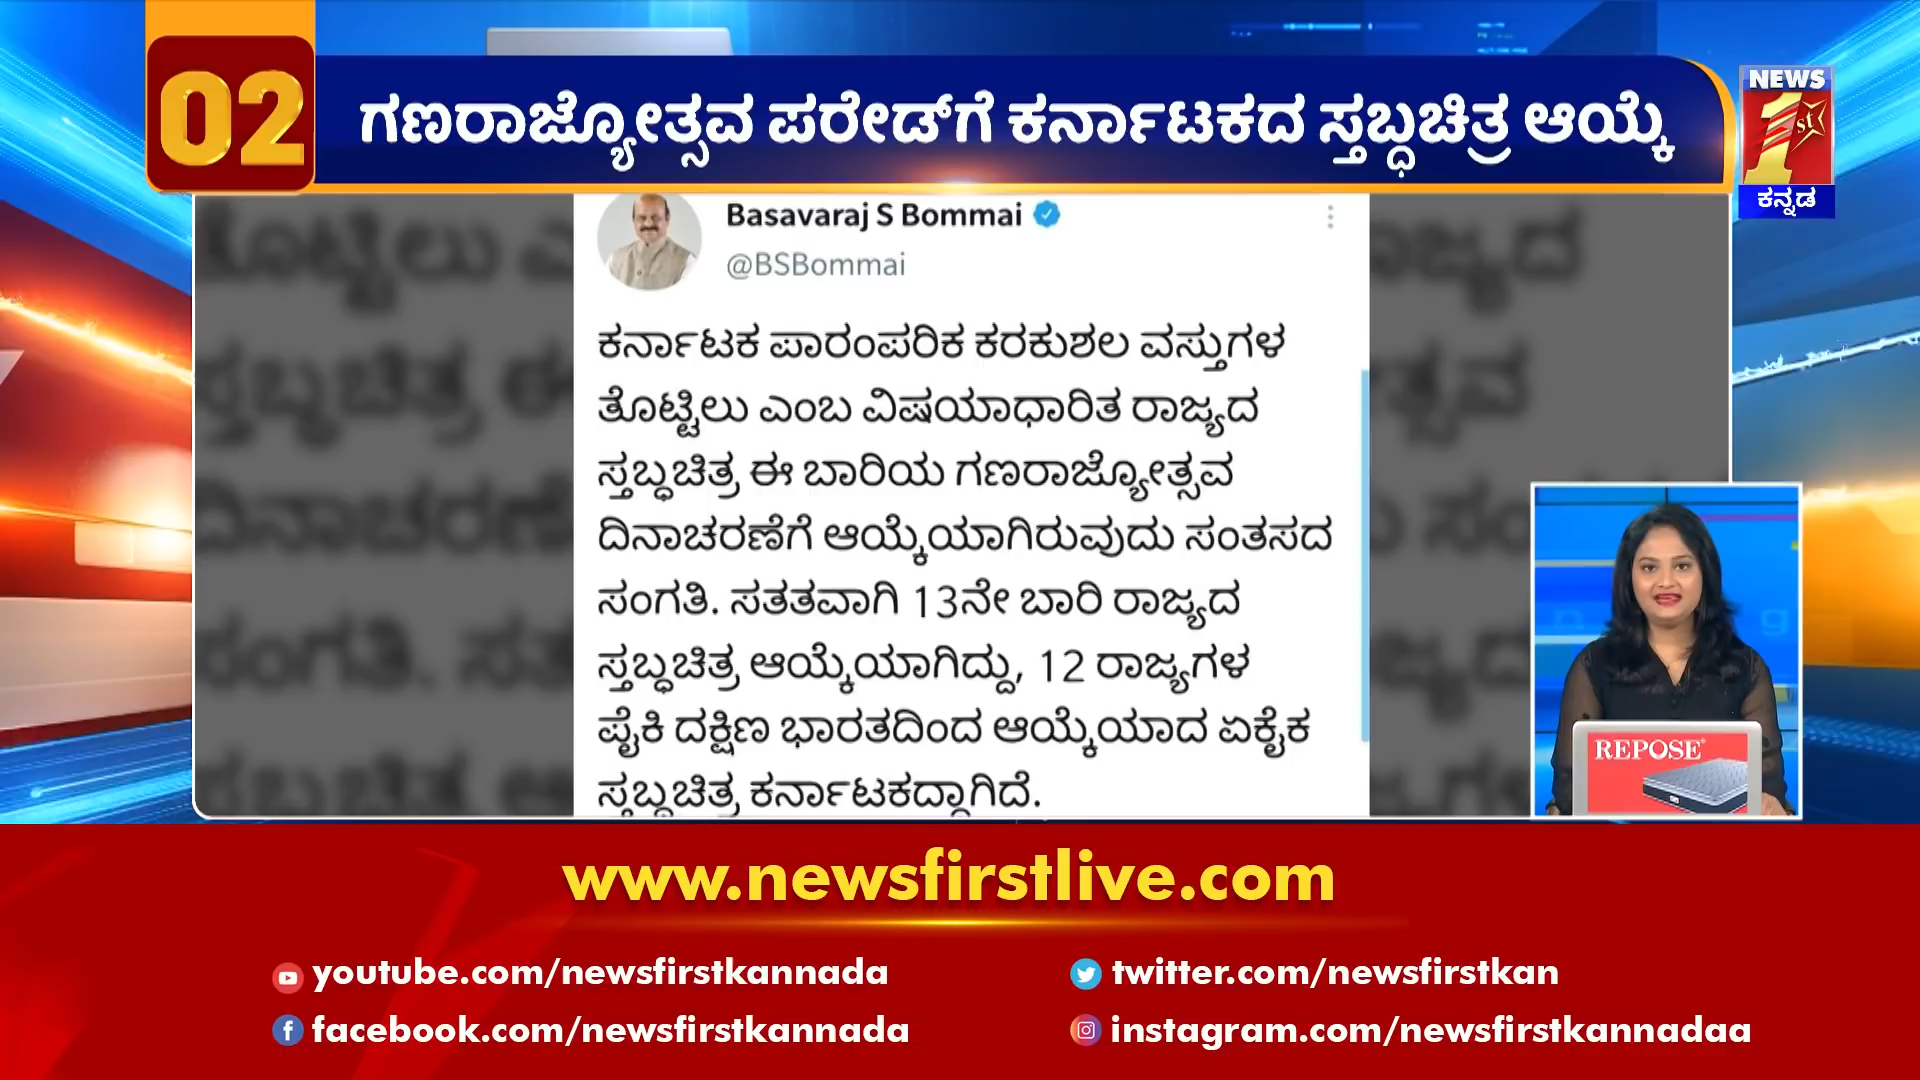 02
ಗಣರಾಜ್ಯೋತ್ಸವ ಪರೇಡ್‌ಗೆ ಕರ್ನಾಟಕದ ಸ್ತಬ್ಧಚಿತ್ರ ಆಯ್ಕೆ
NEWS
1st
ಕನ್ನಡ
Basavaraj S Bommai
@BSBommai
ಕರ್ನಾಟಕ ಪಾರಂಪರಿಕ ಕರಕುಶಲ ವಸ್ತುಗಳ
ತೊಟ್ಟಿಲು ಎಂಬ ವಿಷಯಾಧಾರಿತ ರಾಜ್ಯದ
ಸ್ತಬ್ಧಚಿತ್ರ ಈ ಬಾರಿಯ ಗಣರಾಜ್ಯೋತ್ಸವ
ದಿನಾಚರಣೆಗೆ ಆಯ್ಕೆಯಾಗಿರುವುದು ಸಂತಸದ
ಸಂಗತಿ. ಸತತವಾಗಿ 13ನೇ ಬಾರಿ ರಾಜ್ಯದ
ಸ್ತಬ್ಧಚಿತ್ರ ಆಯ್ಕೆಯಾಗಿದ್ದು, 12 ರಾಜ್ಯಗಳ
ಪೈಕಿ ದಕ್ಷಿಣ ಭಾರತದಿಂದ ಆಯ್ಕೆಯಾದ ಏಕೈಕ
ಸ್ತಬ್ಧಚಿತ್ರ ಕರ್ನಾಟಕದ್ದಾಗಿದೆ.
REPOSE
www.newsfirstlive.com
youtube.com/newsfirstkannada
twitter.com/newsfirstkan
facebook.com/newsfirstkannada
instagram.com/newsfirstkannadaa